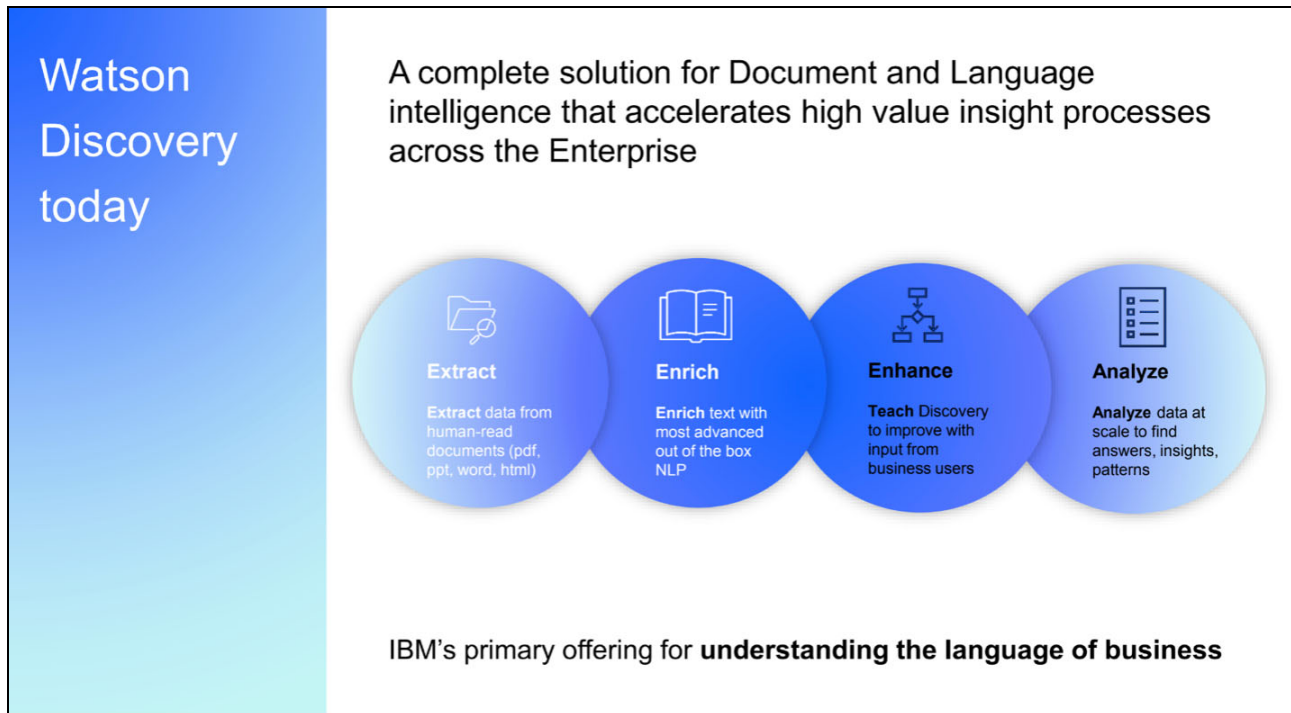 Watson
Discovery
today
A complete solution for Document and Language
intelligence that accelerates high value insight processes
across the Enterprise
Extract
Extract data from
human-read
documents (pdf,
ppt, word, html)
Enrich
Enrich text with
most advanced
out of the box
NLP
Enhance
Teach Discovery
to improve with
input from
business users
Analyze
Analyze data at
scale to find
answers, insights,
patterns
IBM’s primary offering for understanding the language of business